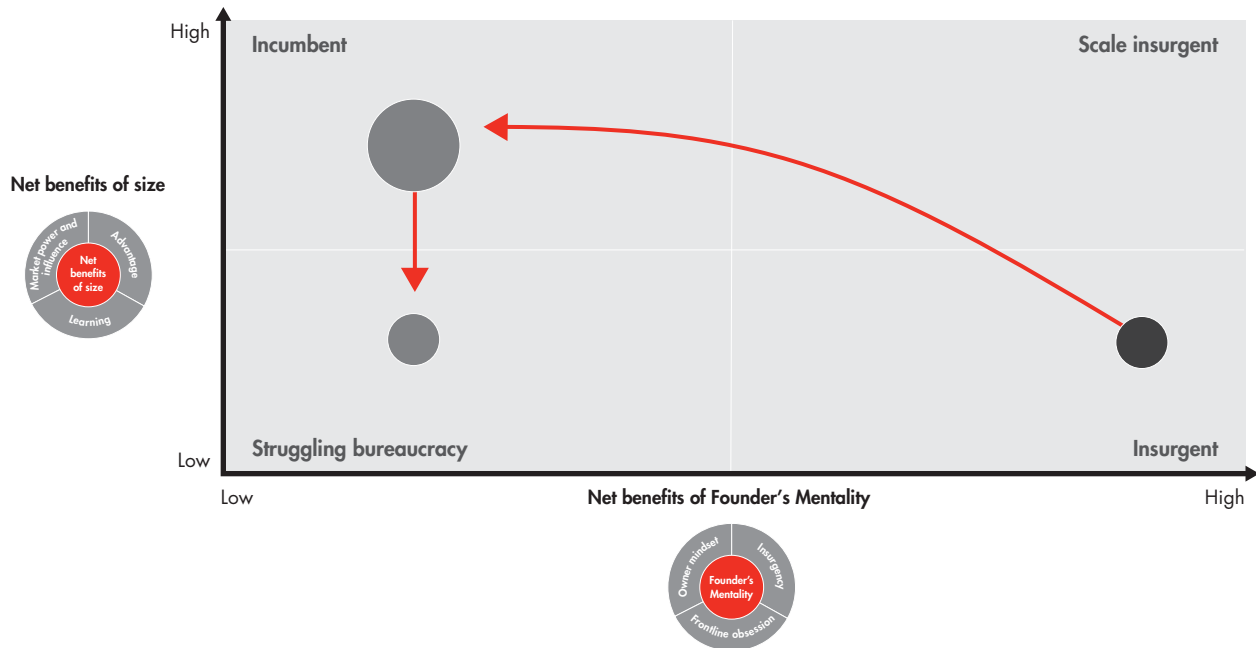 High
Incumbent
Scale insurgent
Net benefits of size
Market power and
influence
Advantage
Learning
Net
benefits
of size
Struggling bureaucracy
Insurgent
Low
Low
Net benefits of Founder’s Mentality
High
Owner mindset
Insurgency
Frontline obsession
Founder’s
Mentality